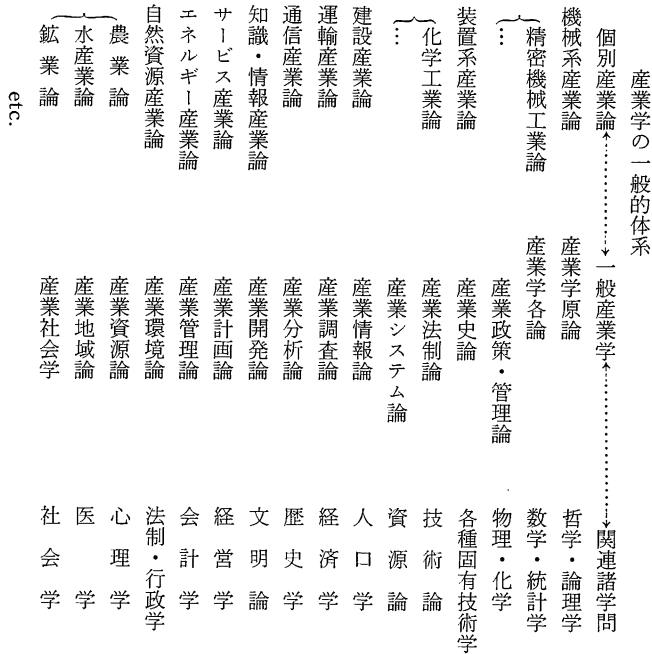 産業学の一般的体系
個別産業論 ←……→ 一般産業学 ←……→ 関連諸学問
機械系産業論 産業学原論 哲学・論理学
精密機械工業論 産業学各論 数学・統計学
… 産業政策・管理論 物理・化学
装置系産業論 産業史論 各種固有技術学
化学工業論 産業法制論 技術論
… 産業システム論 資源論
建設産業論 産業情報論 人口学
運輸産業論 産業調査論 経済学
通信産業論 産業分析論 歴史学
知識・情報産業論 産業開発論 文明論
サービス産業論 産業計画論 経営学
エネルギー産業論 産業管理論 会計学
自然資源産業論 産業環境論 法制・行政学
農業論 産業資源論 心理学
水産業論 産業地域論 医学
鉱業論 産業社会学 社会学
etc.